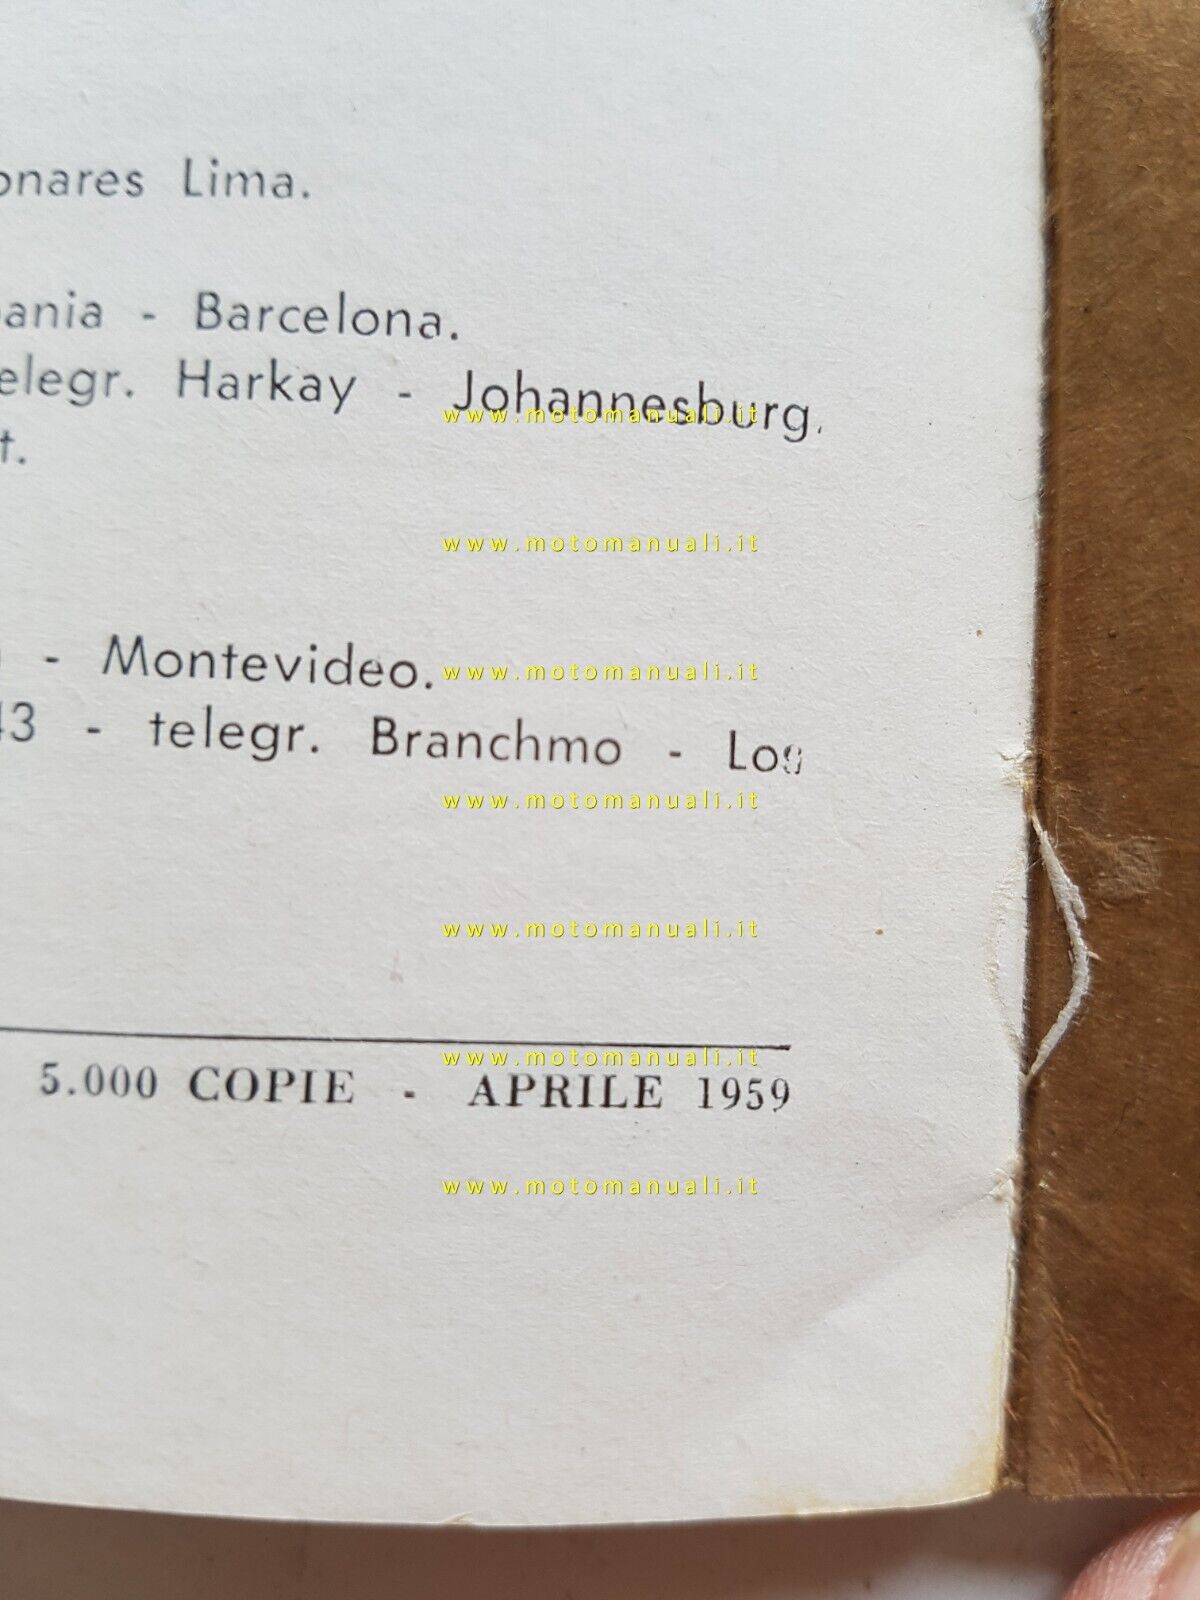 onares Lima.
ania - Barcelona.
elegr. Harkay - Johannesburg.
www.motomanuali.it
t.
www.motomanuali.it
- Montevideo.
www.motomanuali.it
43 - telegr. Branchmo - Log
www.motomanuali.it
www.motomanuali.it
www.motomanuali.it
5.000 COPIE - APRILE 1959
www.motomanuali.it